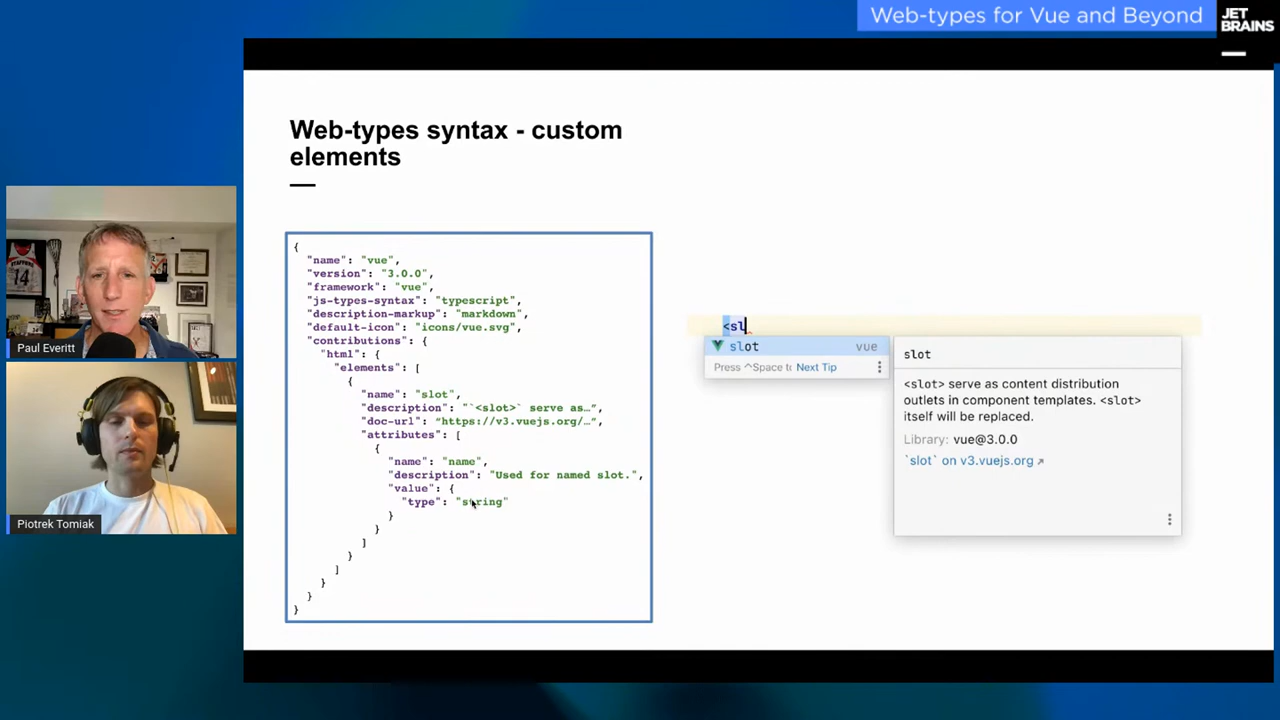 Web-types for Vue and Beyond
JET
BRAINS
Web-types syntax - custom
elements
{
"name": "vue",
"version": "3.0.0",
"framework": "vue",
"js-types-syntax": "typescript",
"description-markup": "markdown",
"default-icon": "icons/vue.svg",
"contributions": {
"html": {
"elements": [
{
"name": "slot",
"description": "`<slot>` serve as…”,
"doc-url": “https://v3.vuejs.org/…”,
"attributes": [
{
"name": "name",
"description": "Used for named slot.",
"value": {
"type": "string"
}
}
]
}
]
}
}
}
<sl
slot vue
Press ^Space to Next Tip
slot
<slot> serve as content distribution
outlets in component templates. <slot>
itself will be replaced.
Library: vue@3.0.0
`slot` on v3.vuejs.org ↗
14
Paul Everitt
Piotrek Tomiak